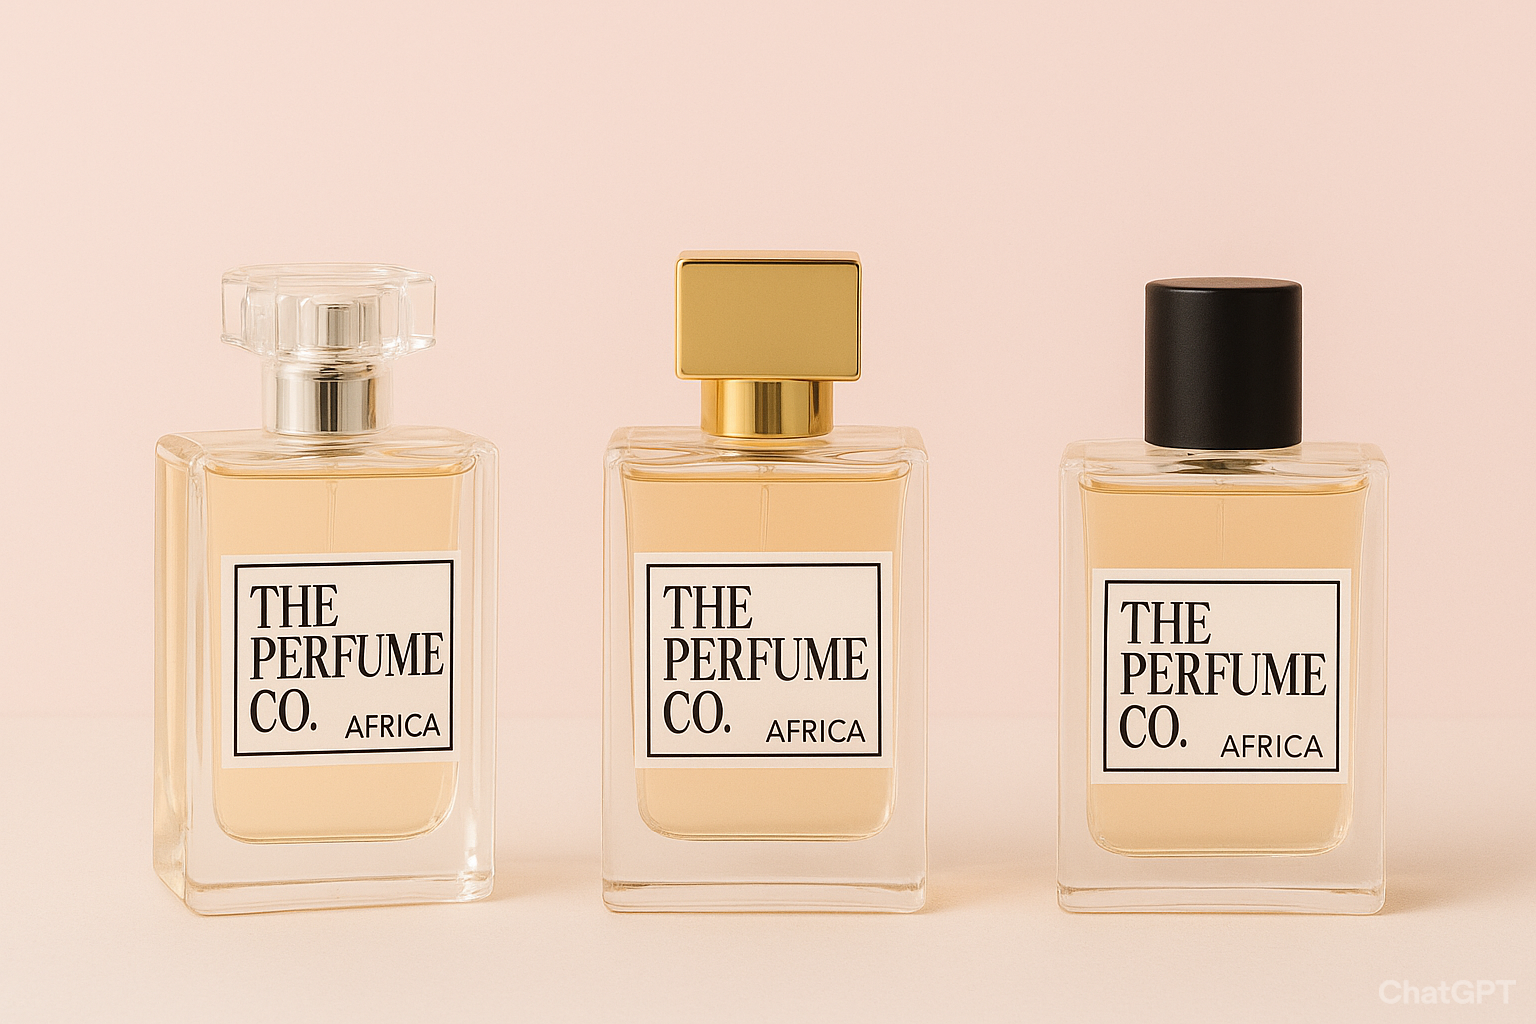 THE
PERFUME
CO.
AFRICA
THE
PERFUME
CO.
AFRICA
THE
PERFUME
CO.
AFRICA
ChatGPT